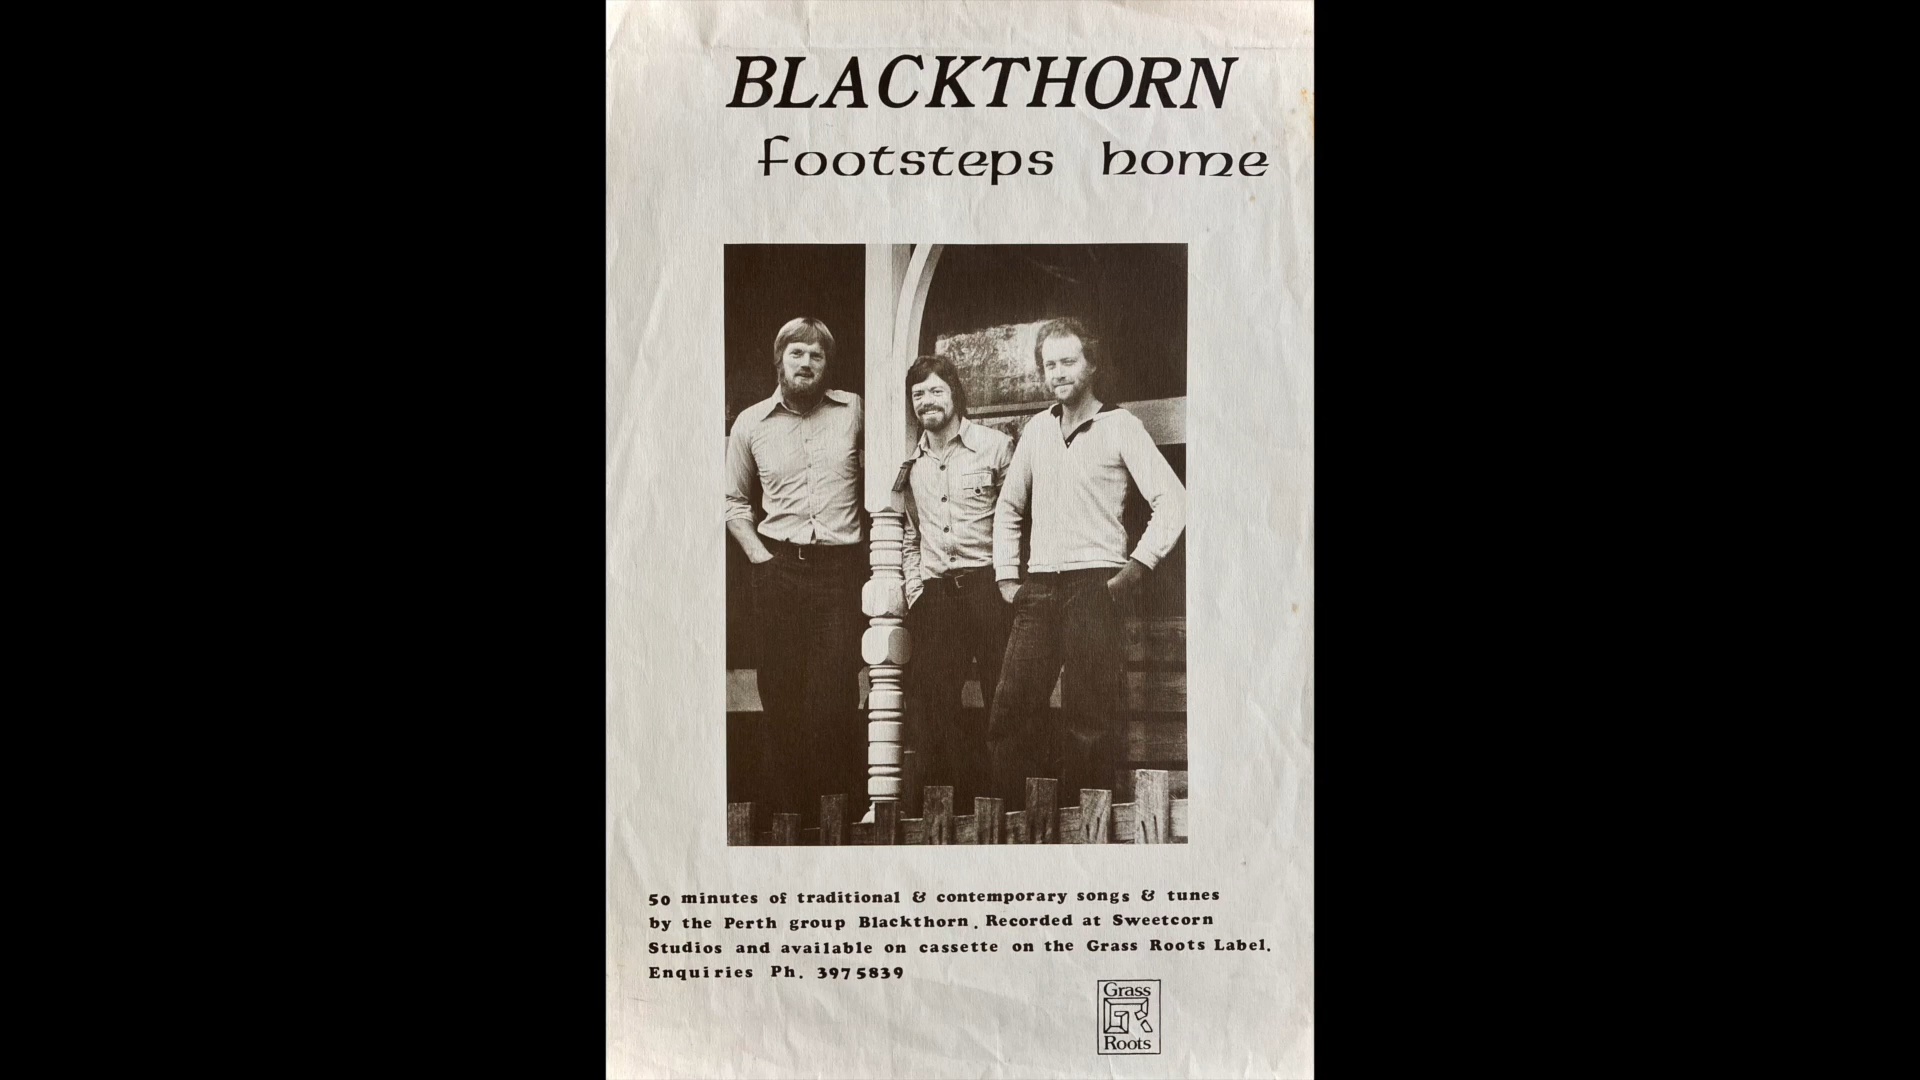 BLACKTHORN
footsteps home
50 minutes of traditional & contemporary songs & tunes
by the Perth group Blackthorn. Recorded at Sweetcorn
Studios and available on cassette on the Grass Roots Label.
Enquiries Ph. 3975839
Grass
GR
Roots